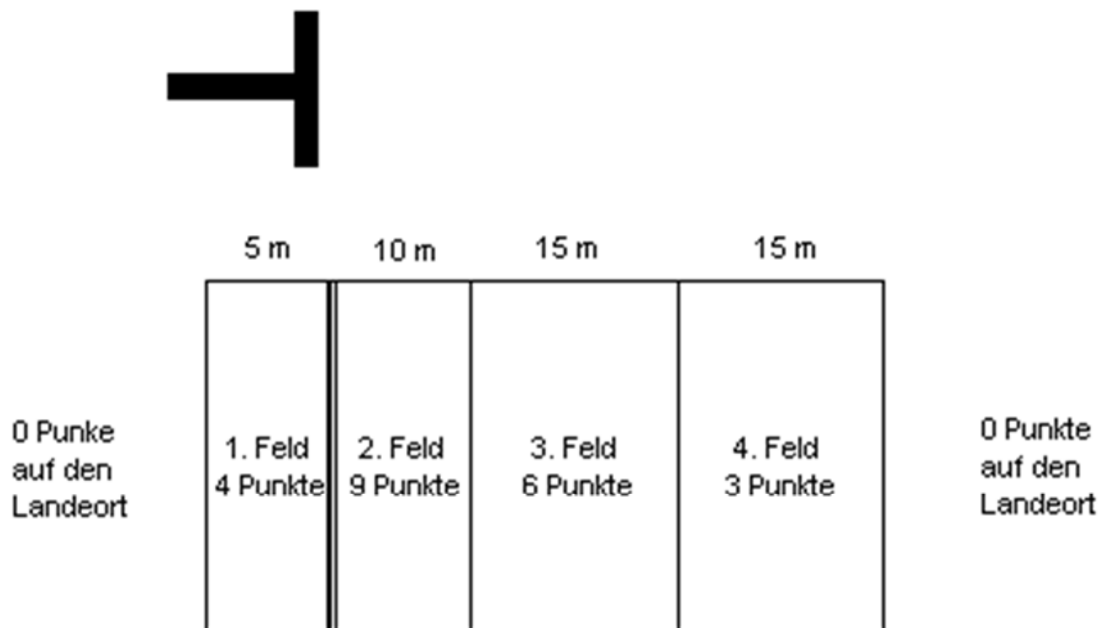 5 m
10 m
15 m
15 m
0 Punke
auf den
Landeort
1. Feld
4 Punkte
2. Feld
9 Punkte
3. Feld
6 Punkte
4. Feld
3 Punkte
0 Punkte
auf den
Landeort